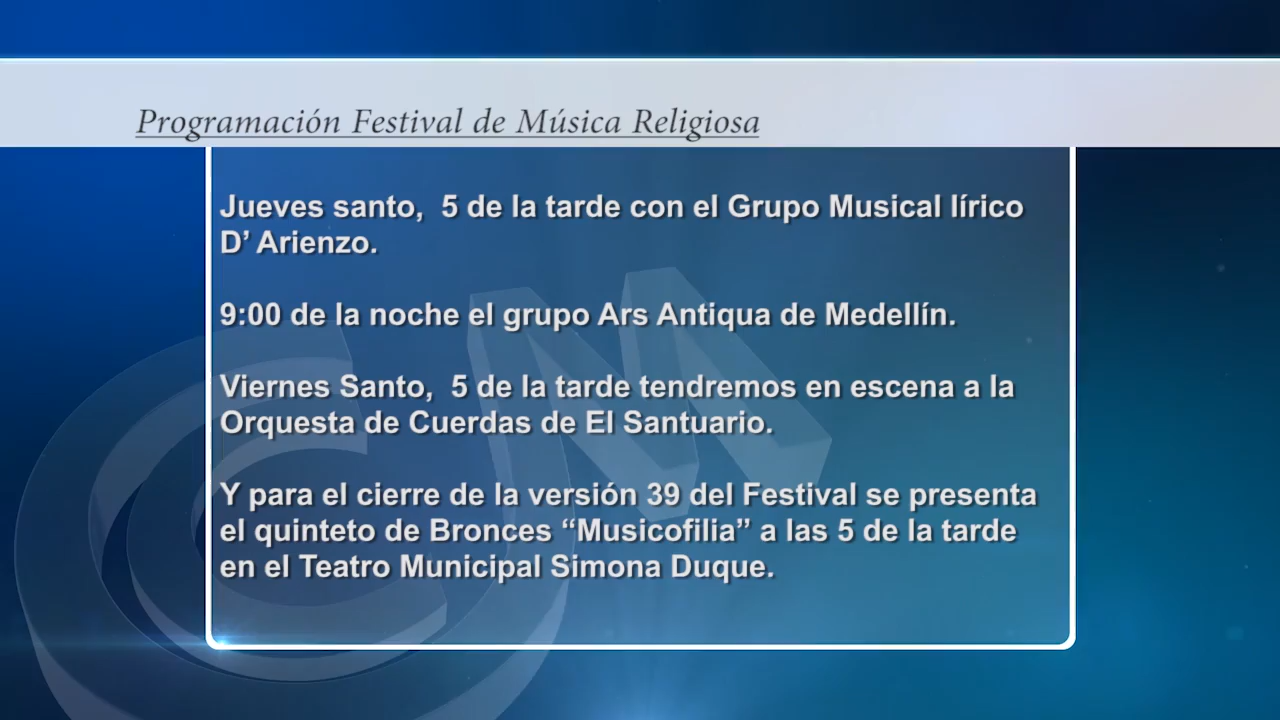 Programación Festival de Música Religiosa
Jueves santo,  5 de la tarde con el Grupo Musical lírico
D’ Arienzo.
9:00 de la noche el grupo Ars Antiqua de Medellín.
Viernes Santo,  5 de la tarde tendremos en escena a la
Orquesta de Cuerdas de El Santuario.
Y para el cierre de la versión 39 del Festival se presenta
el quinteto de Bronces “Musicofilia” a las 5 de la tarde
en el Teatro Municipal Simona Duque.